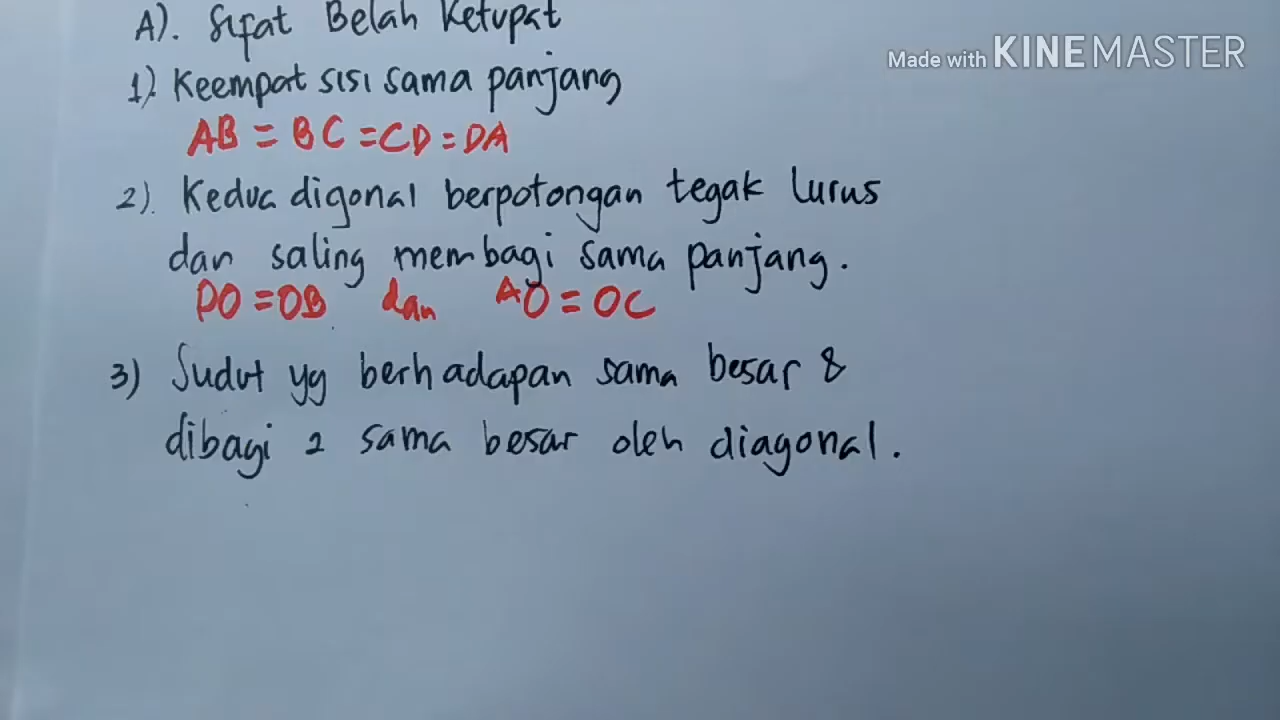 A). Sifat Belah Ketupat
Made with KINEMASTER
1). Keempat sisi sama panjang
AB = BC = CD = DA
2). Kedua digonal berpotongan tegak lurus
dan saling membagi sama panjang.
DO = OB dan AO = OC
3) Sudut yg berhadapan sama besar &
dibagi 2 sama besar oleh diagonal.